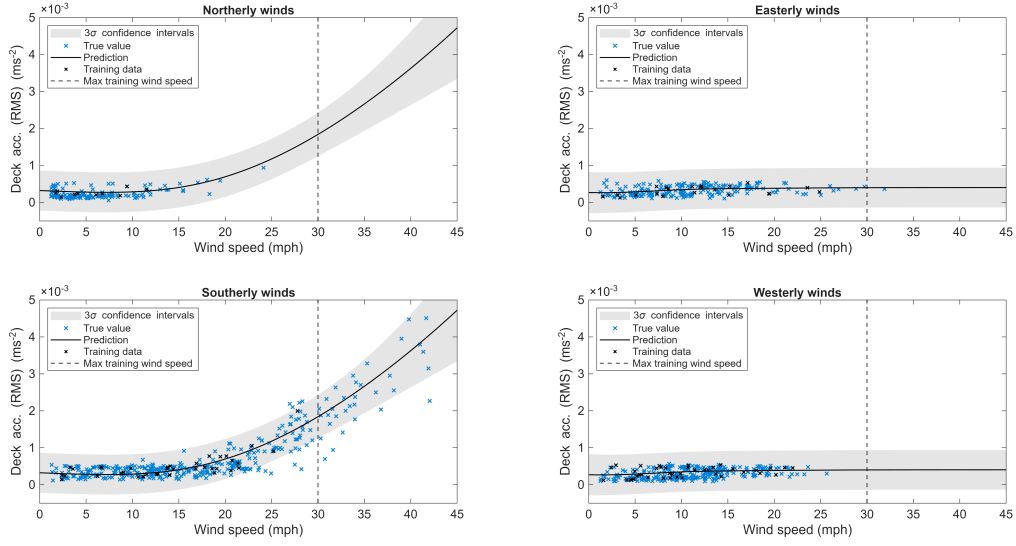 Northerly winds
×10⁻³
5
4
3
2
1
0
Deck acc. (RMS) (ms⁻²)
3σ confidence intervals
True value
Prediction
Training data
Max training wind speed
0 5 10 15 20 25 30 35 40 45
Wind speed (mph)
Easterly winds
×10⁻³
5
4
3
2
1
0
Deck acc. (RMS) (ms⁻²)
3σ confidence intervals
True value
Prediction
Training data
Max training wind speed
0 5 10 15 20 25 30 35 40 45
Wind speed (mph)
Southerly winds
×10⁻³
5
4
3
2
1
0
Deck acc. (RMS) (ms⁻²)
3σ confidence intervals
True value
Prediction
Training data
Max training wind speed
0 5 10 15 20 25 30 35 40 45
Wind speed (mph)
Westerly winds
×10⁻³
5
4
3
2
1
0
Deck acc. (RMS) (ms⁻²)
3σ confidence intervals
True value
Prediction
Training data
Max training wind speed
0 5 10 15 20 25 30 35 40 45
Wind speed (mph)